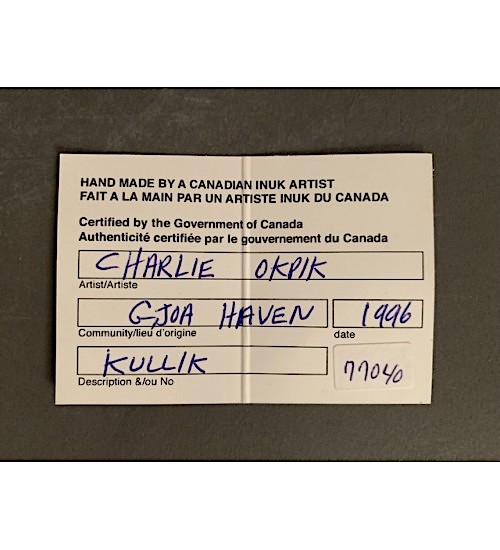 HAND MADE BY A CANADIAN INUK ARTIST
FAIT A LA MAIN PAR UN ARTISTE INUK DU CANADA
Certified by the Government of Canada
Authenticité certifiée par le gouvernement du Canada
CHARLIE OKPIK
Artist/Artiste
GJOA HAVEN 1996
Community/lieu d'origine date
KULLIK 77040
Description &/ou No